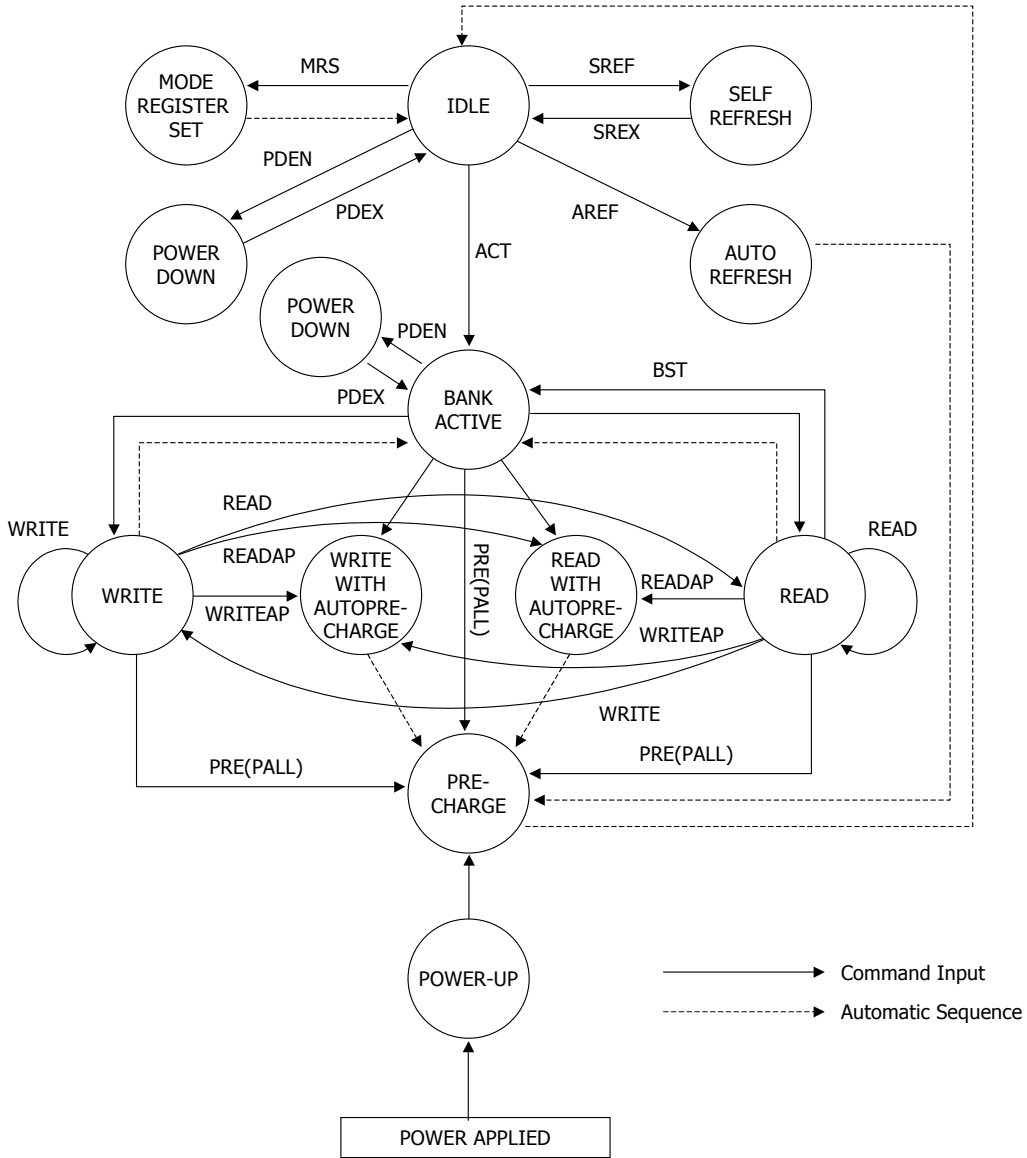 MRS
SREF
MODE
REGISTER
SET
IDLE
SELF
REFRESH
SREX
PDEN
PDEX
AREF
POWER
DOWN
ACT
AUTO
REFRESH
POWER
DOWN
PDEN
PDEX
BST
BANK
ACTIVE
READ
WRITE
READ
READAP
WRITE
WRITEAP
WRITE
WITH
AUTOPRE-
CHARGE
PRE(PALL)
READ
WITH
AUTOPRE-
CHARGE
READAP
READ
WRITEAP
WRITE
PRE(PALL)
PRE(PALL)
PRE-
CHARGE
POWER-UP
Command Input
Automatic Sequence
POWER APPLIED